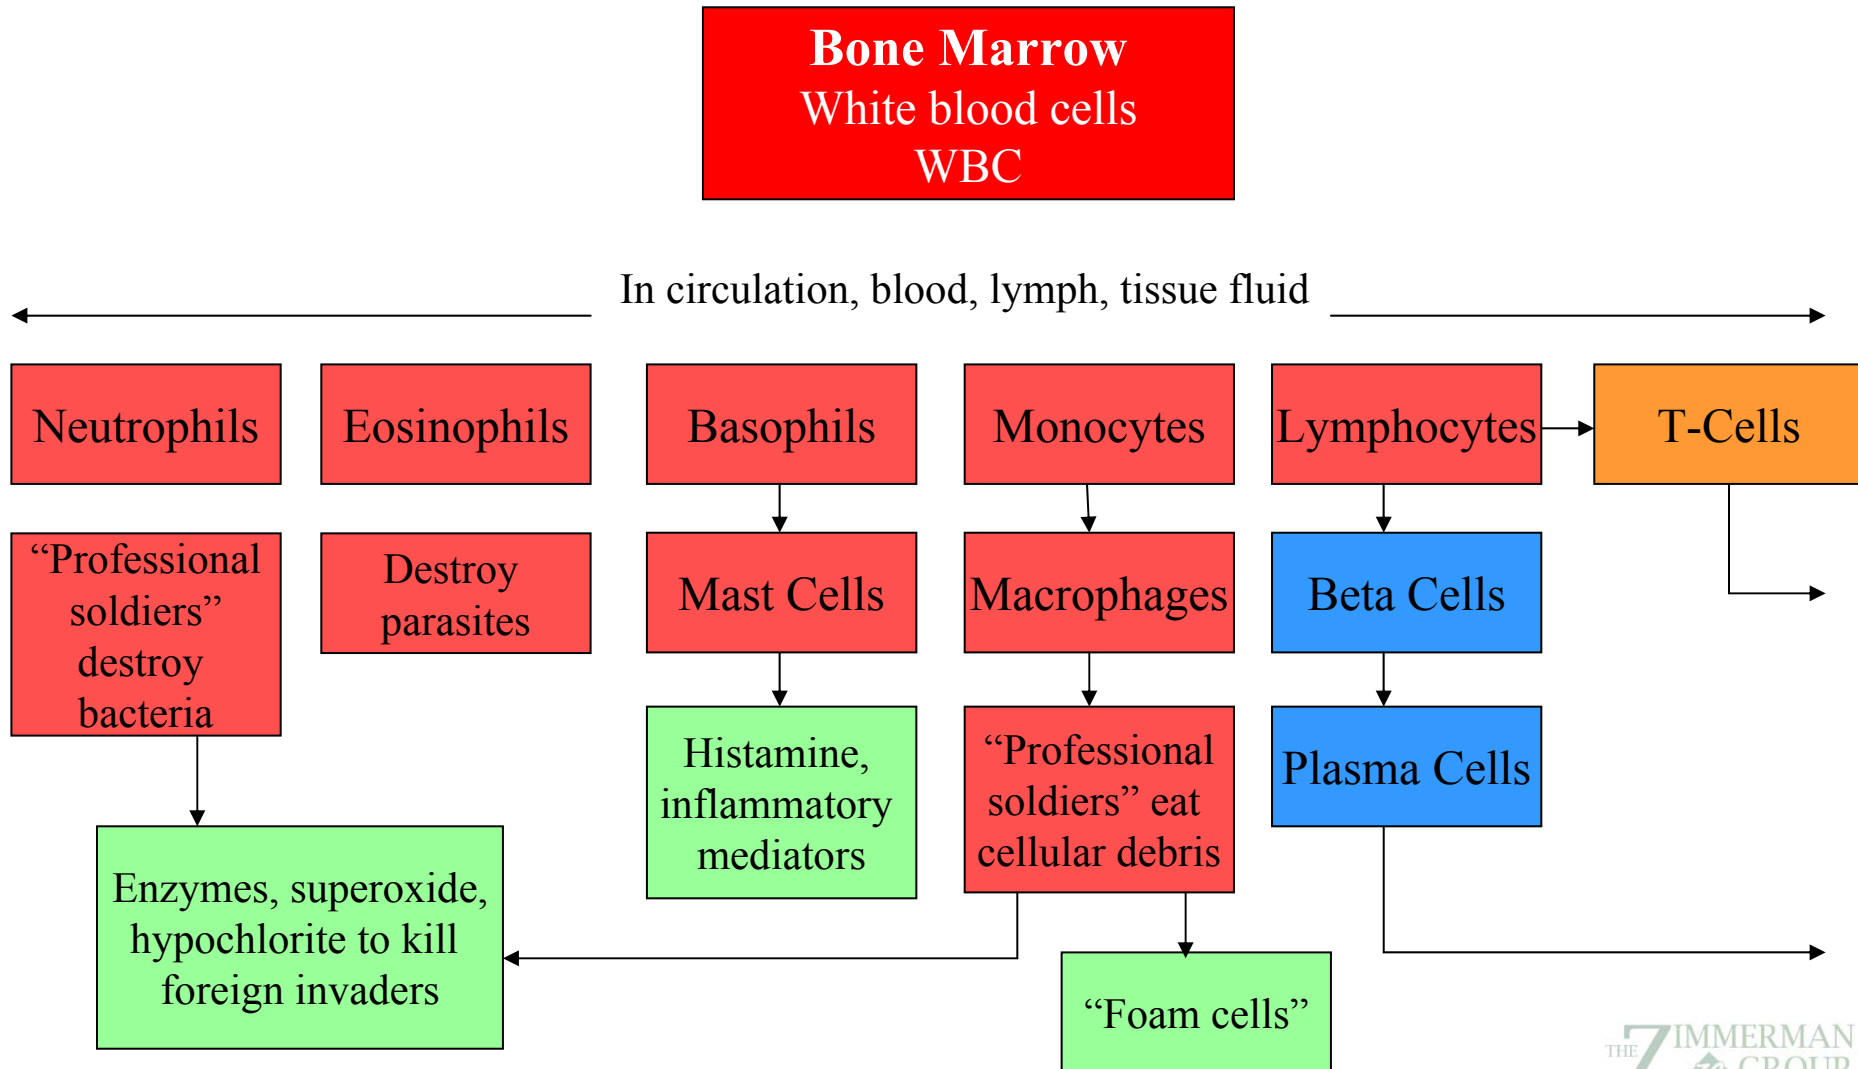 Bone Marrow
White blood cells
WBC
In circulation, blood, lymph, tissue fluid
Neutrophils
Eosinophils
Basophils
Monocytes
Lymphocytes
T-Cells
“Professional
soldiers”
destroy
bacteria
Destroy
parasites
Mast Cells
Macrophages
Beta Cells
Histamine,
inflammatory
mediators
“Professional
soldiers” eat
cellular debris
Plasma Cells
Enzymes, superoxide,
hypochlorite to kill
foreign invaders
“Foam cells”
THE ZIMMERMAN
GROUP